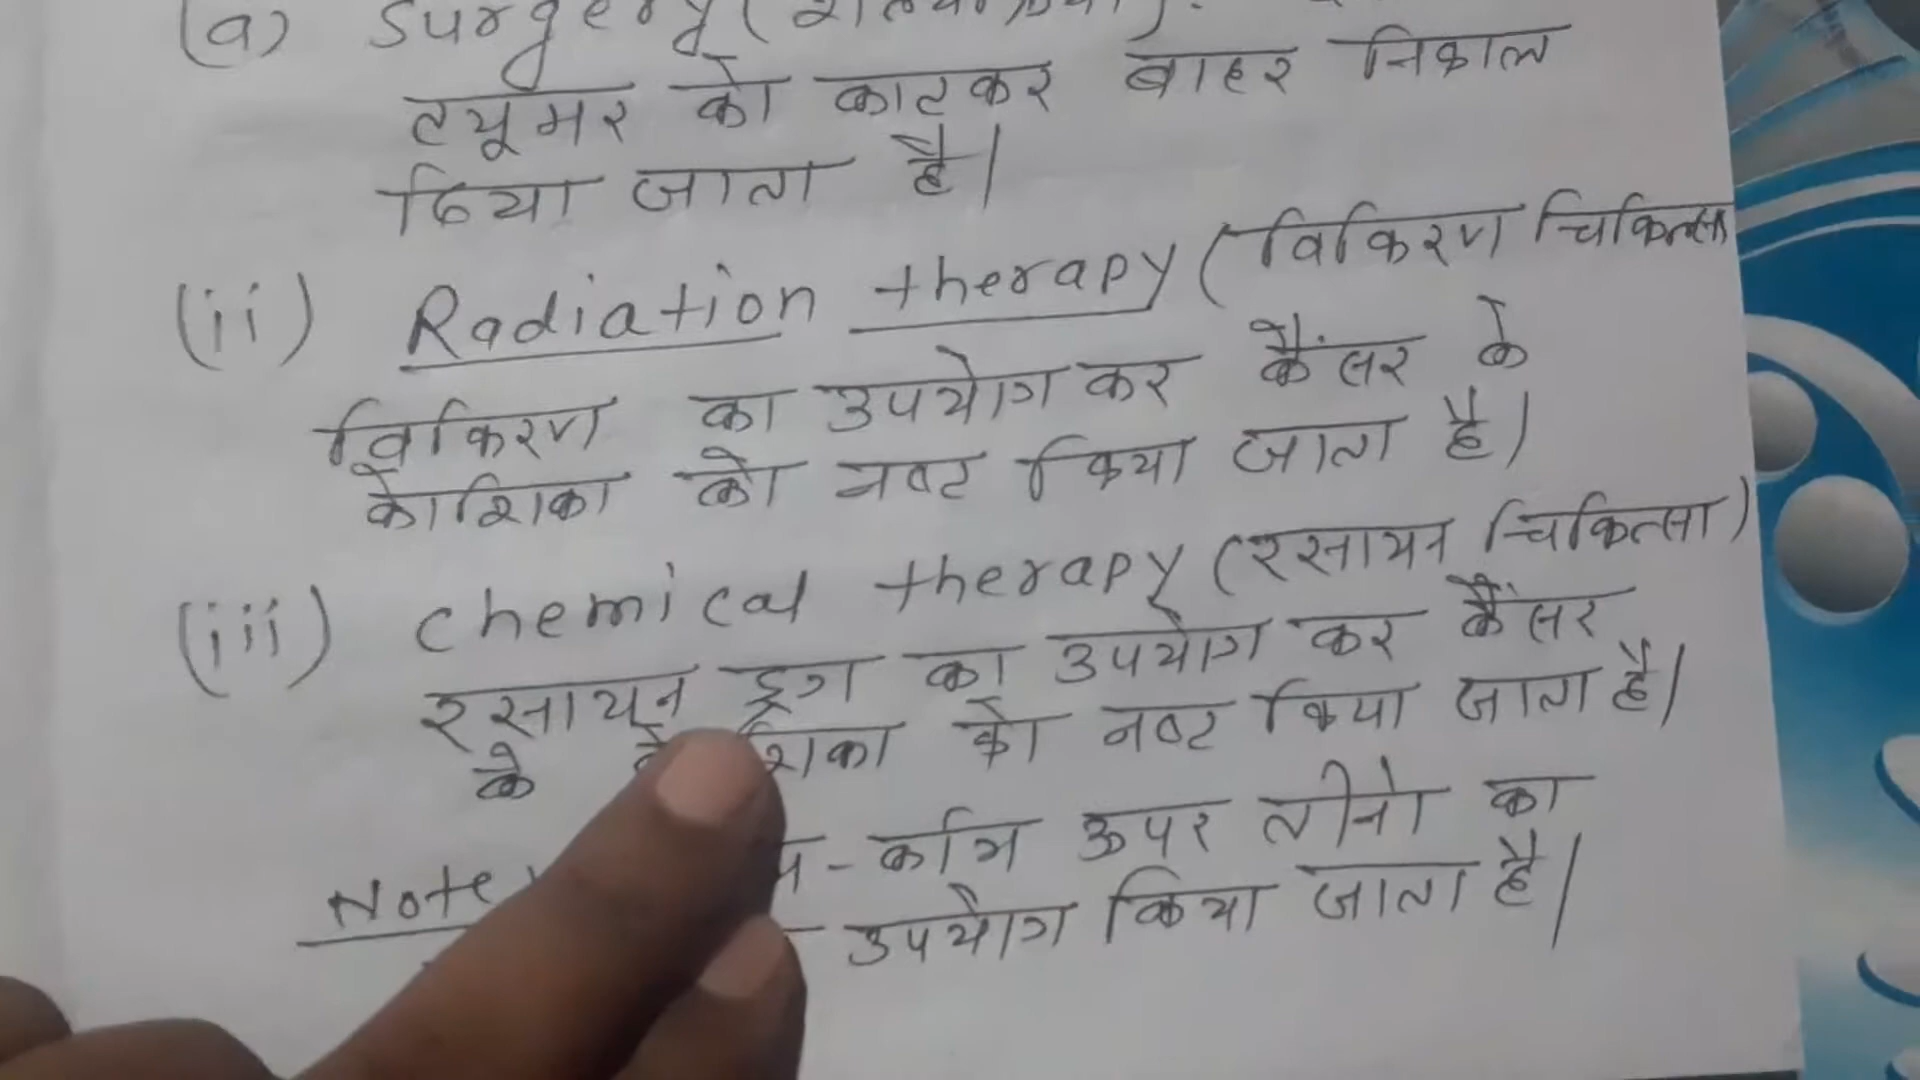 (a) Surgery (शल्य क्रिया):
ट्यूमर को काटकर बाहर निकाल
दिया जाता है।
(ii) Radiation therapy (विकिरण चिकित्सा
विकिरण का उपयोग कर कैंसर के
कोशिका को नष्ट किया जाता है।
(iii) chemical therapy (रसायन चिकित्सा)
रसायन ड्रग का उपयोग कर कैंसर
के शिका को नष्ट किया जाता है।
Note ऊपर तीनो का
उपयोग किया जाता है।